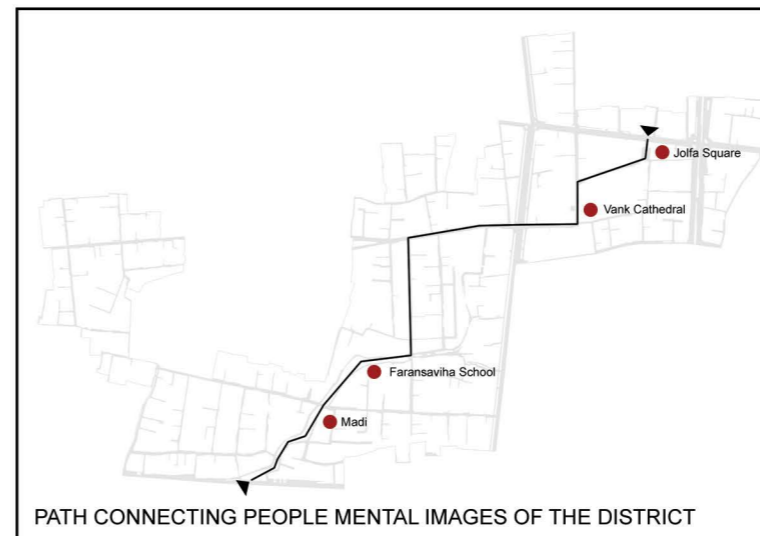 Jolfa Square
Vank Cathedral
Faransaviha School
Madi
PATH CONNECTING PEOPLE MENTAL IMAGES OF THE DISTRICT